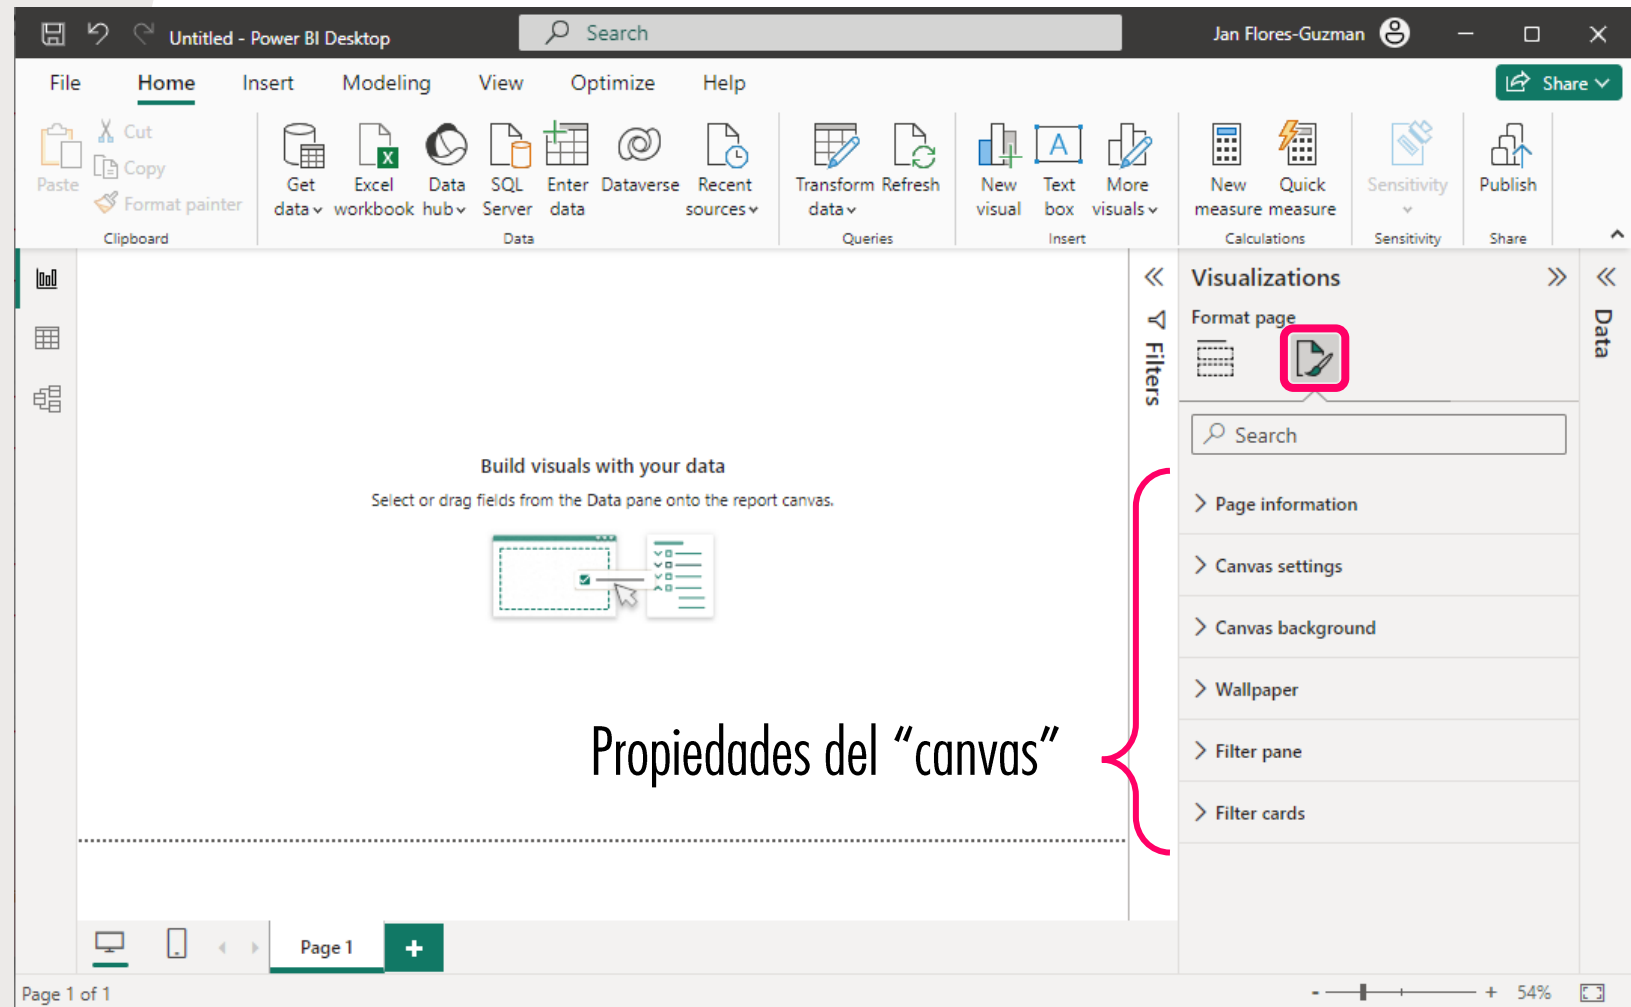 Untitled - Power BI Desktop
Search
Jan Flores-Guzman
File Home Insert Modeling View Optimize Help
Share
Paste
Cut
Copy
Format painter
Clipboard
Get data
Excel workbook
Data hub
SQL Server
Enter data
Dataverse
Recent sources
Data
Transform data
Refresh
Queries
New visual
Text box
More visuals
Insert
New measure
Quick measure
Calculations
Sensitivity
Sensitivity
Publish
Share
Build visuals with your data
Select or drag fields from the Data pane onto the report canvas.
Propiedades del “canvas”
Filters
Visualizations
Format page
Search
Page information
Canvas settings
Canvas background
Wallpaper
Filter pane
Filter cards
Data
Page 1
+
Page 1 of 1
- + 54%